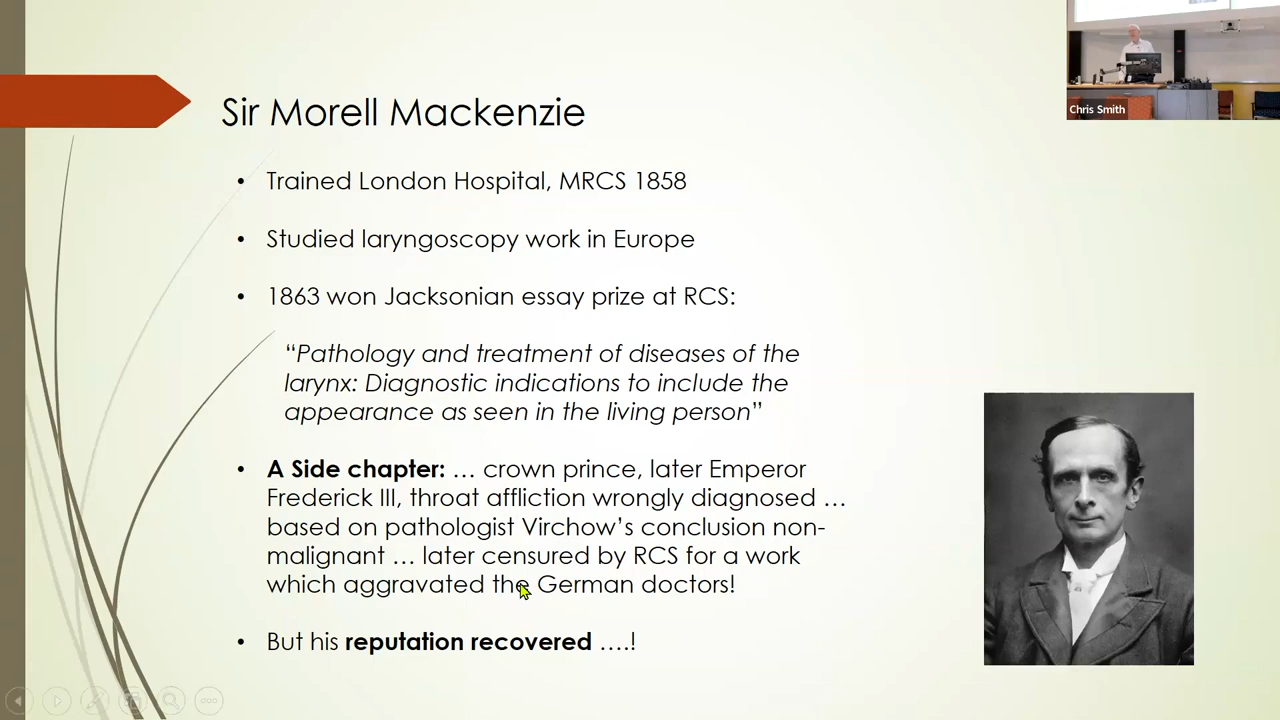 Chris Smith
Sir Morell Mackenzie
• Trained London Hospital, MRCS 1858
• Studied laryngoscopy work in Europe
• 1863 won Jacksonian essay prize at RCS:
“Pathology and treatment of diseases of the
larynx: Diagnostic indications to include the
appearance as seen in the living person”
• A Side chapter: … crown prince, later Emperor
Frederick III, throat affliction wrongly diagnosed …
based on pathologist Virchow’s conclusion non-
malignant … later censured by RCS for a work
which aggravated the German doctors!
• But his reputation recovered ….!